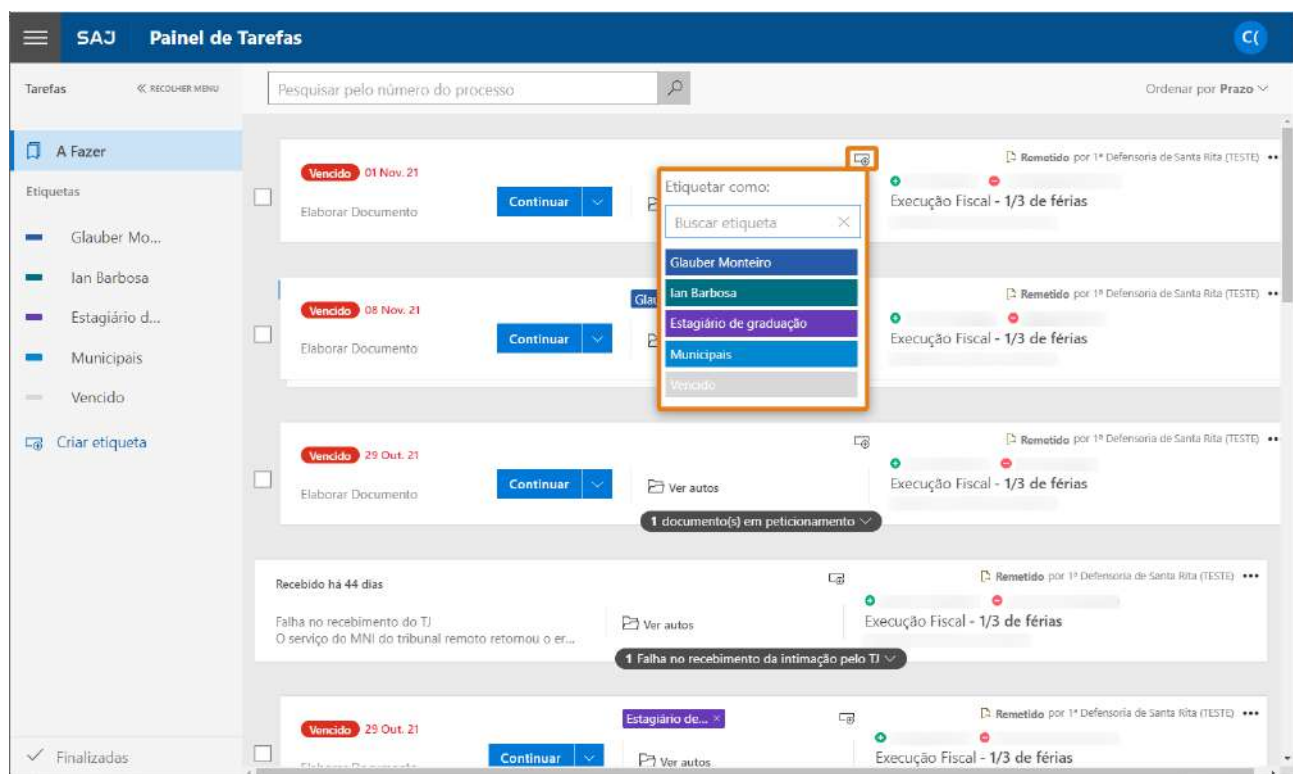 SAJ Painel de Tarefas C(
Tarefas RECOLHER MENU
Pesquisar pelo número do processo
Ordenar por Prazo
A Fazer
Etiquetas
Glauber Mo...
Ian Barbosa
Estagiário d...
Municipais
Vencido
Criar etiqueta
Finalizadas
Vencido 01 Nov. 21
Elaborar Documento
Continuar
Remetido por 1ª Defensoria de Santa Rita (TESTE)
Execução Fiscal - 1/3 de férias
Etiquetar como:
Buscar etiqueta
Glauber Monteiro
Ian Barbosa
Estagiário de graduação
Municipais
Vencido
Vencido 08 Nov. 21
Elaborar Documento
Continuar
Remetido por 1ª Defensoria de Santa Rita (TESTE)
Execução Fiscal - 1/3 de férias
Vencido 29 Out. 21
Elaborar Documento
Continuar
Ver autos
1 documento(s) em peticionamento
Remetido por 1ª Defensoria de Santa Rita (TESTE)
Execução Fiscal - 1/3 de férias
Recebido há 44 dias
Falha no recebimento do TJ
O serviço do MNI do tribunal remoto retornou o er...
Ver autos
1 Falha no recebimento da intimação pelo TJ
Remetido por 1ª Defensoria de Santa Rita (TESTE)
Execução Fiscal - 1/3 de férias
Vencido 29 Out. 21
Continuar
Estagiário de... ×
Ver autos
Remetido por 1ª Defensoria de Santa Rita (TESTE)
Execução Fiscal - 1/3 de férias